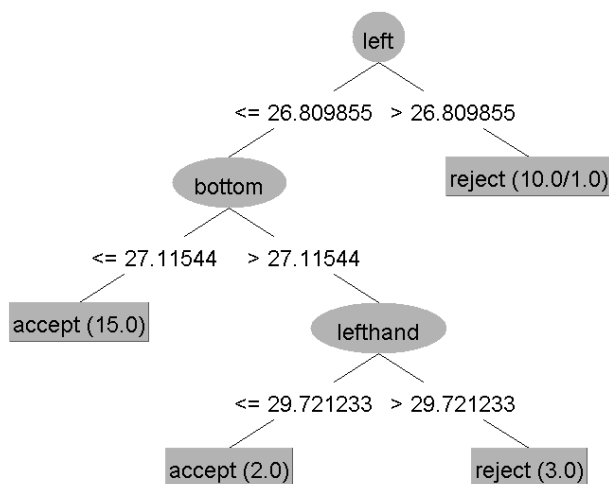 left
<= 26.809855 > 26.809855
bottom
reject (10.0/1.0)
<= 27.11544 > 27.11544
accept (15.0)
lefthand
<= 29.721233 > 29.721233
accept (2.0)
reject (3.0)